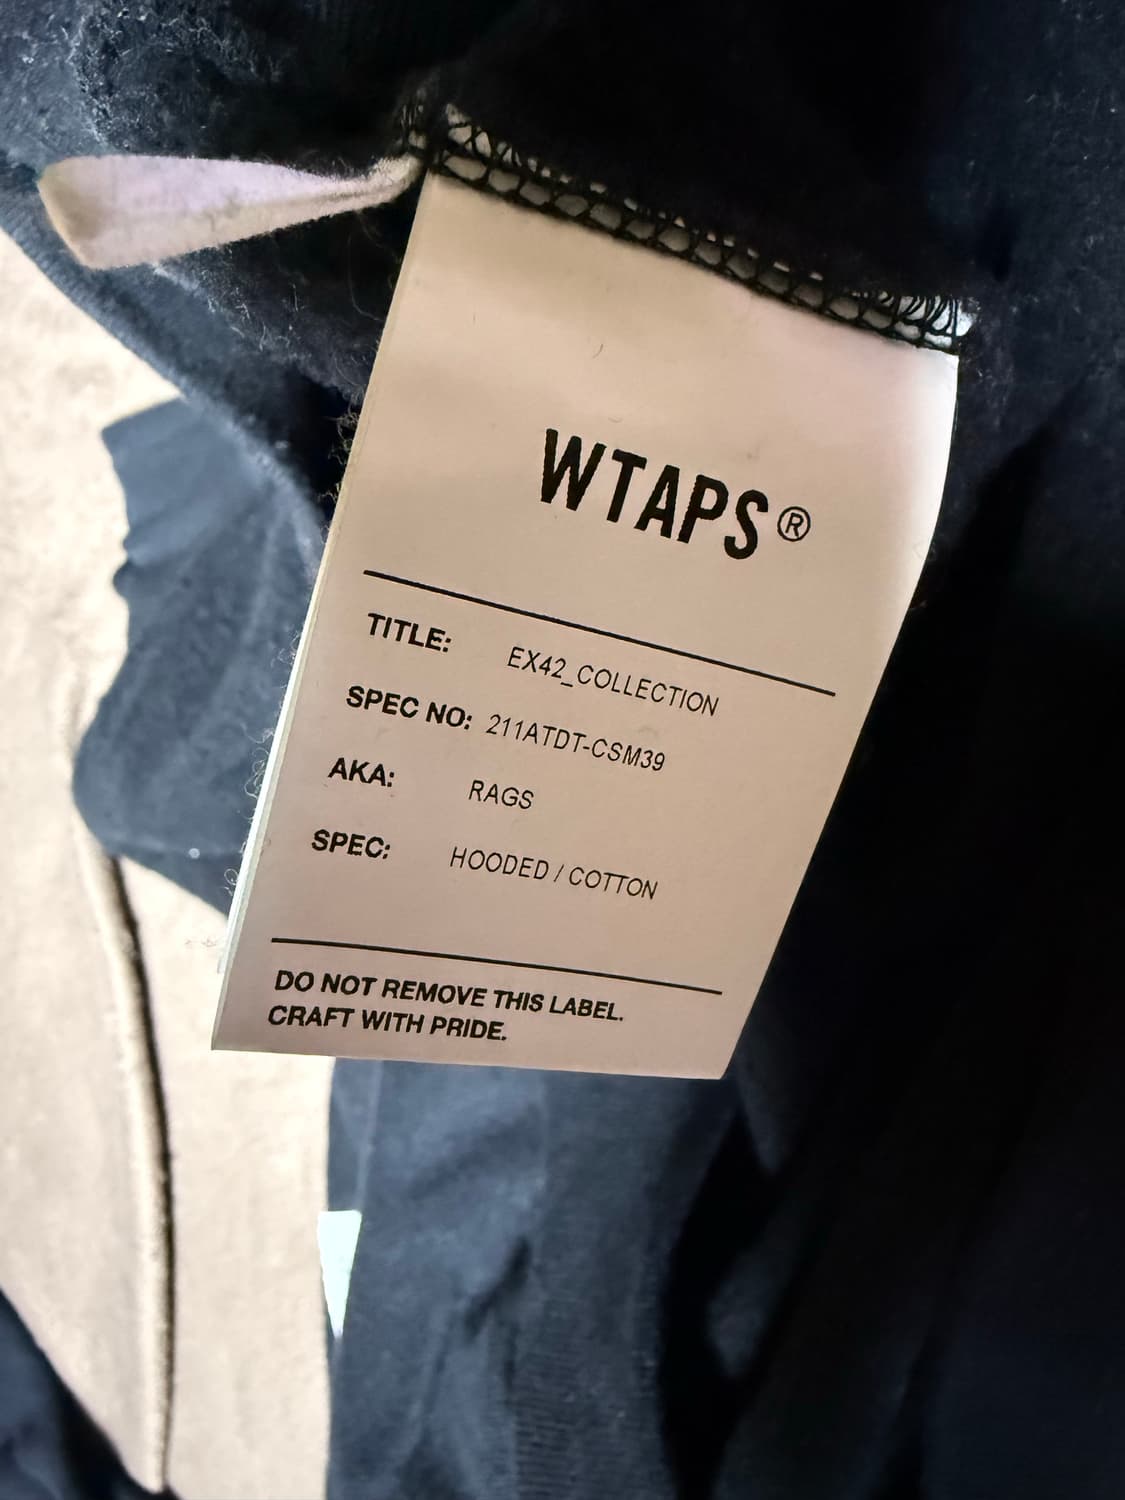 WTAPS®
TITLE: EX42_COLLECTION
SPEC NO: 211ATDT-CSM39
AKA: RAGS
SPEC: HOODED / COTTON
DO NOT REMOVE THIS LABEL.
CRAFT WITH PRIDE.